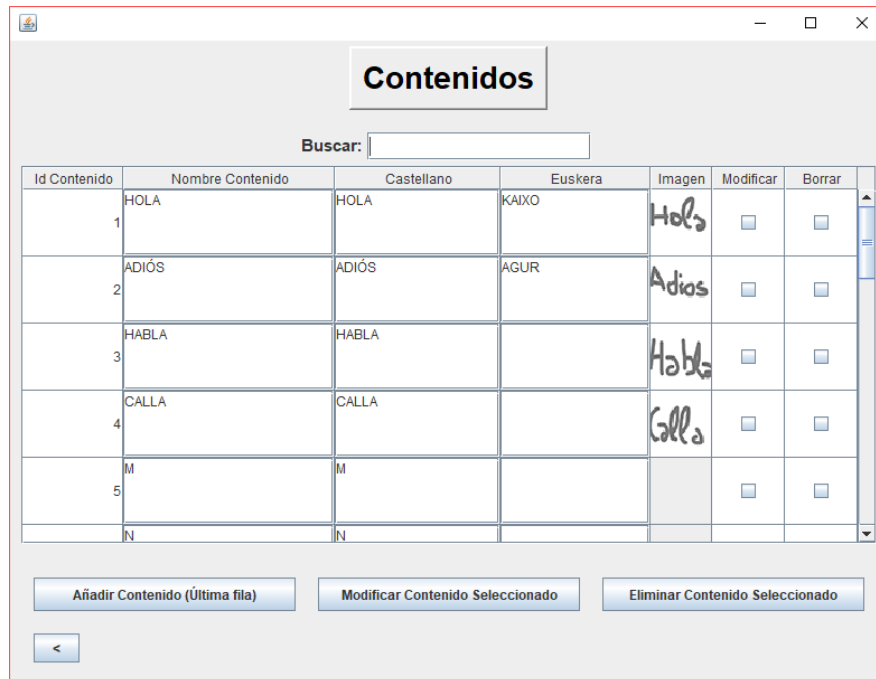 Contenidos
Buscar:
Id Contenido Nombre Contenido Castellano Euskera Imagen Modificar Borrar
1 HOLA HOLA KAIXO Hola
2 ADIÓS ADIÓS AGUR Adios
3 HABLA HABLA Habla
4 CALLA CALLA Calla
5 M M
N N
Añadir Contenido (Última fila) Modificar Contenido Seleccionado Eliminar Contenido Seleccionado
<